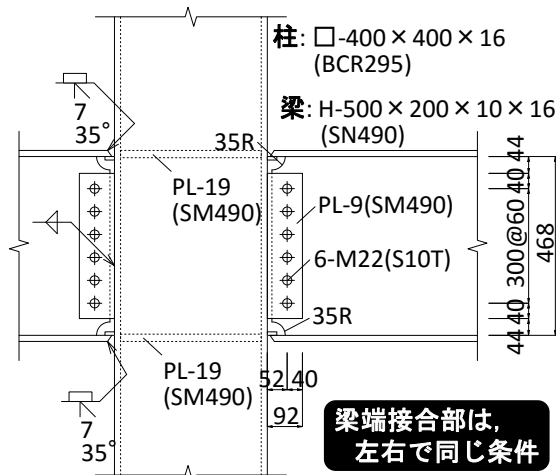 柱: □-400×400×16
(BCR295)
梁: H-500×200×10×16
(SN490)
7
35°
35R
PL-19
(SM490)
PL-9(SM490)
6-M22(S10T)
35R
PL-19
(SM490)
7
35°
52 40
92
44
40
300@60
40
44
468
梁端接合部は,
左右で同じ条件